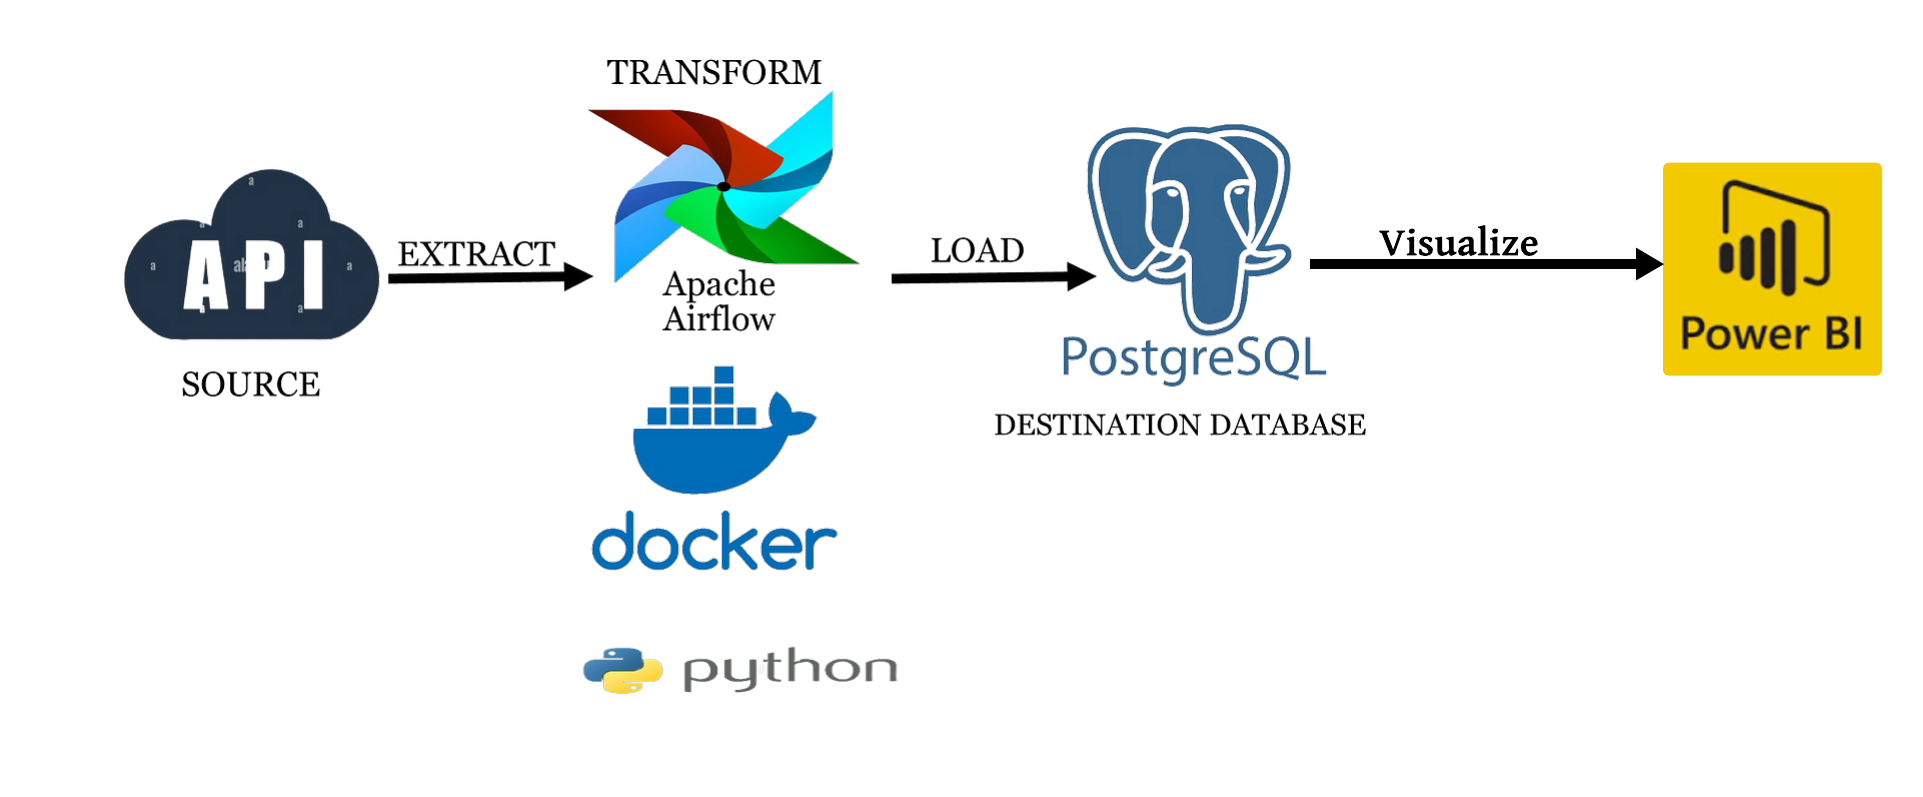 TRANSFORM
API
EXTRACT
Apache
Airflow
LOAD
Visualize
Power BI
PostgreSQL
SOURCE
DESTINATION DATABASE
docker
python